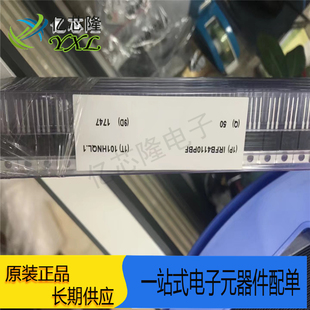 亿芯隆
YXL
(1P) IRFB4110PBF
(Q) 50
(1T) 101HNQL.1
(9D) 1747
亿芯隆电子
原装正品
长期供应
一站式电子元器件配单